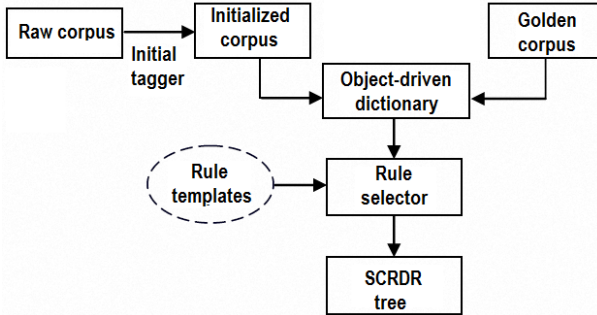 Raw corpus
Initial
tagger
Initialized
corpus
Golden
corpus
Object-driven
dictionary
Rule
templates
Rule
selector
SCRDR
tree